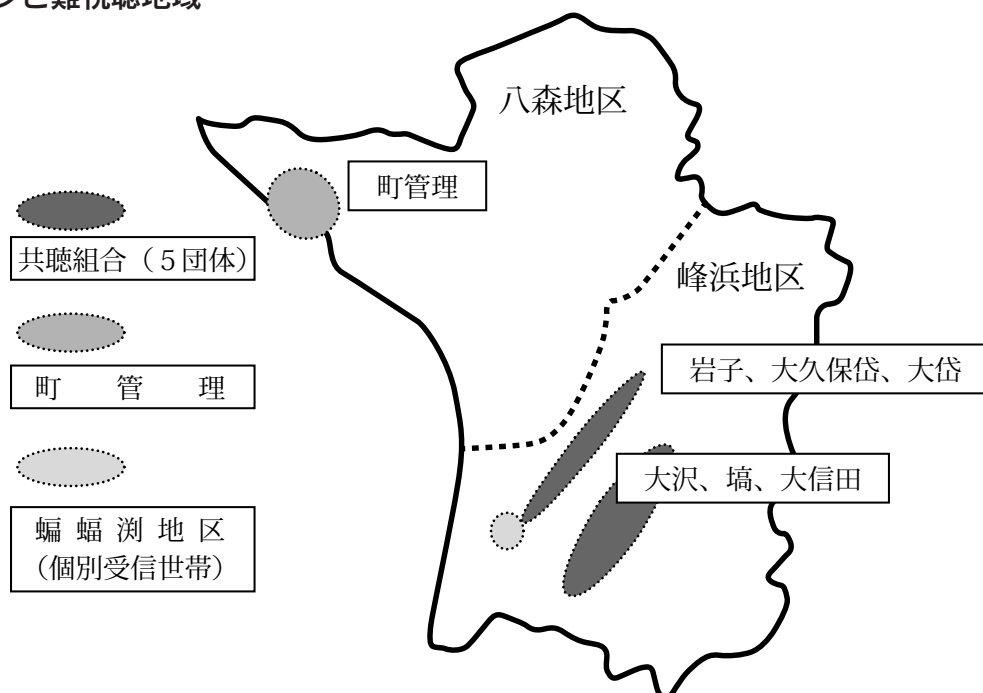 と難視聴地域
八森地区
町管理
共聴組合（５団体）
峰浜地区
町管理
岩子、大久保岱、大岱
大沢、塙、大信田
蝙蝠渕地区
（個別受信世帯）